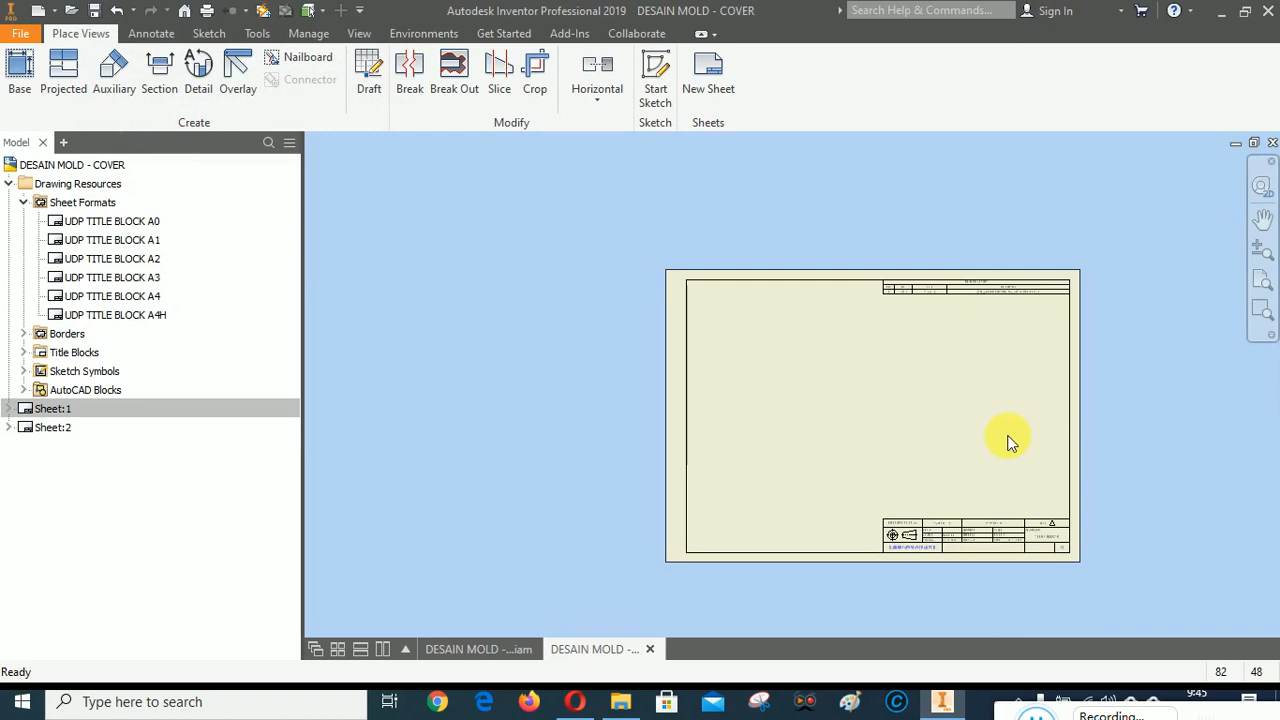 PRO
Autodesk Inventor Professional 2019   DESAIN MOLD - COVER
Search Help & Commands...
Sign In
File
Place Views
Annotate
Sketch
Tools
Manage
View
Environments
Get Started
Add-Ins
Collaborate
Base
Projected
Auxiliary
Section
Detail
Overlay
Nailboard
Connector
Draft
Break
Break Out
Slice
Crop
Horizontal
Start Sketch
New Sheet
Create
Modify
Sketch
Sheets
Model
DESAIN MOLD - COVER
Drawing Resources
Sheet Formats
UDP TITLE BLOCK A0
UDP TITLE BLOCK A1
UDP TITLE BLOCK A2
UDP TITLE BLOCK A3
UDP TITLE BLOCK A4
UDP TITLE BLOCK A4H
Borders
Title Blocks
Sketch Symbols
AutoCAD Blocks
Sheet:1
Sheet:2
2D
DESAIN MOLD -...iam
DESAIN MOLD -...
Ready
82
48
Type here to search
9:45
Recording...